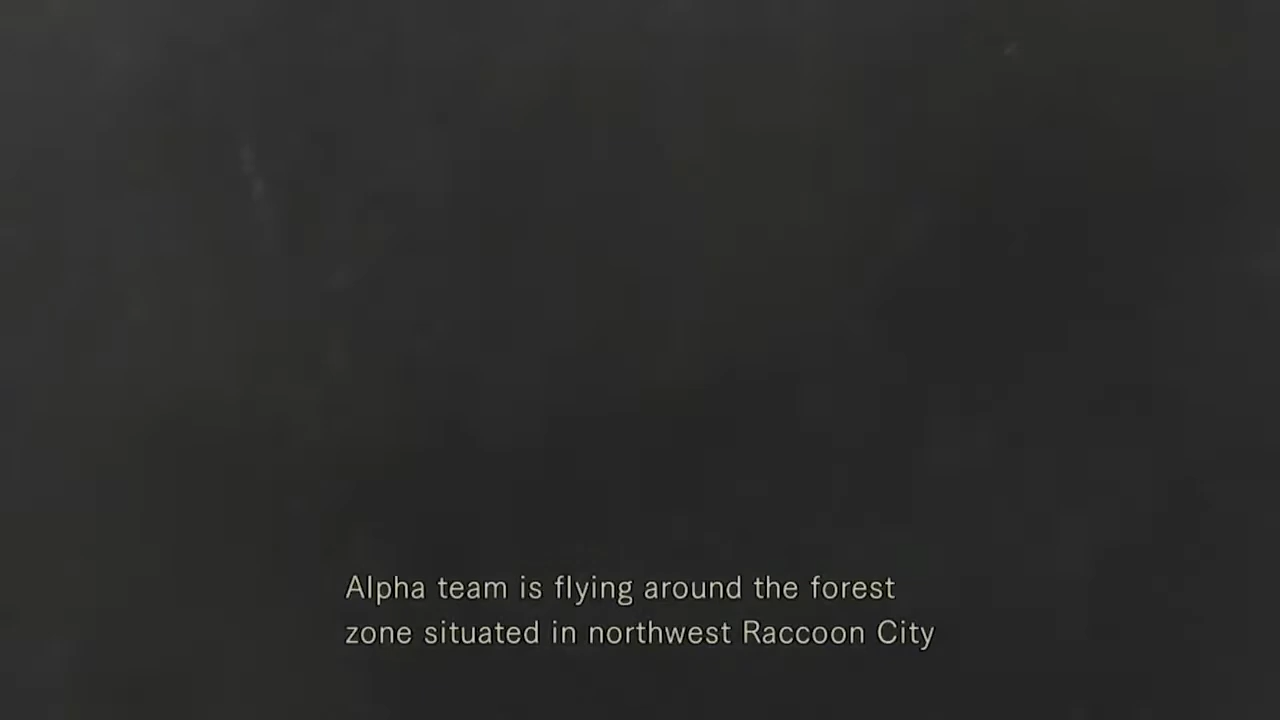 Alpha team is flying around the forest
zone situated in northwest Raccoon City